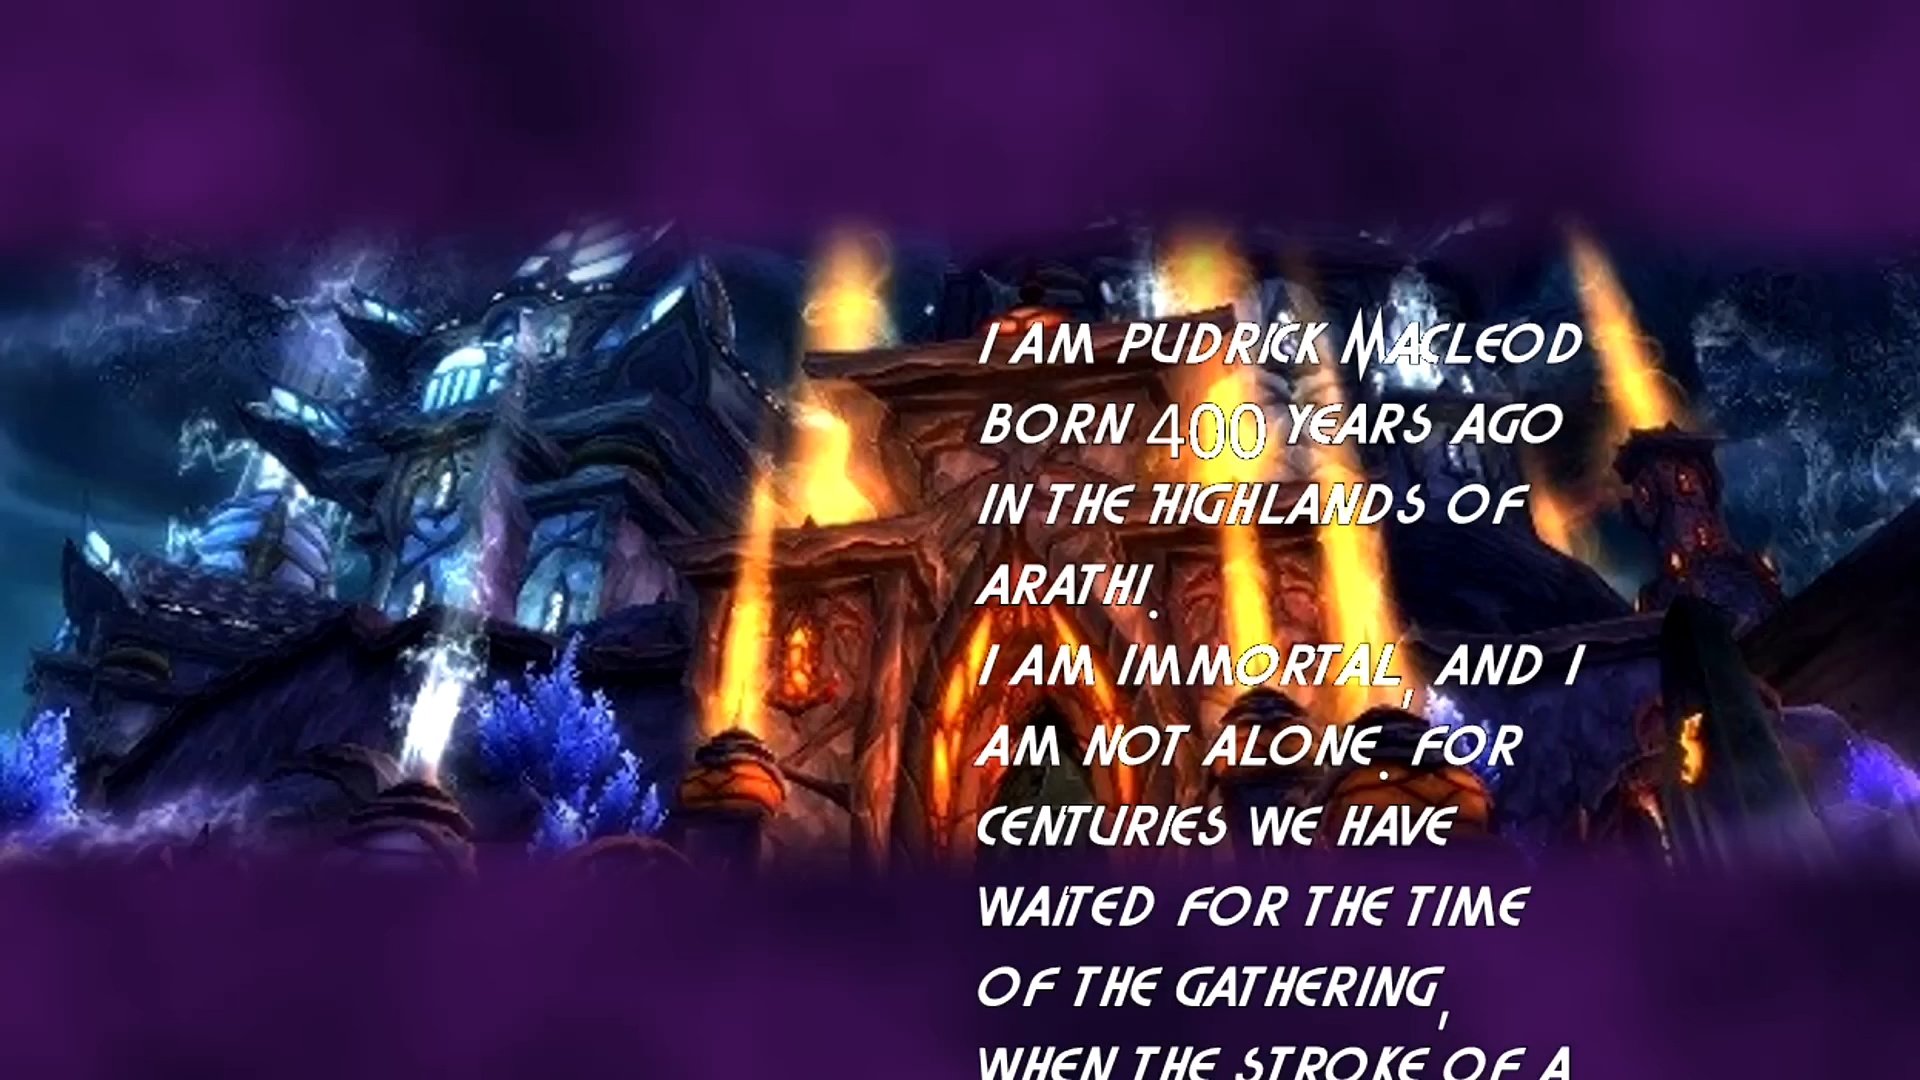 I AM PUDRICK MACLEOD
BORN 400 YEARS AGO
IN THE HIGHLANDS OF
ARATHI.
I AM IMMORTAL, AND I
AM NOT ALONE. FOR
CENTURIES WE HAVE
WAITED FOR THE TIME
OF THE GATHERING,
WHEN THE STROKE OF A